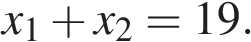 x₁ + x₂ = 19.